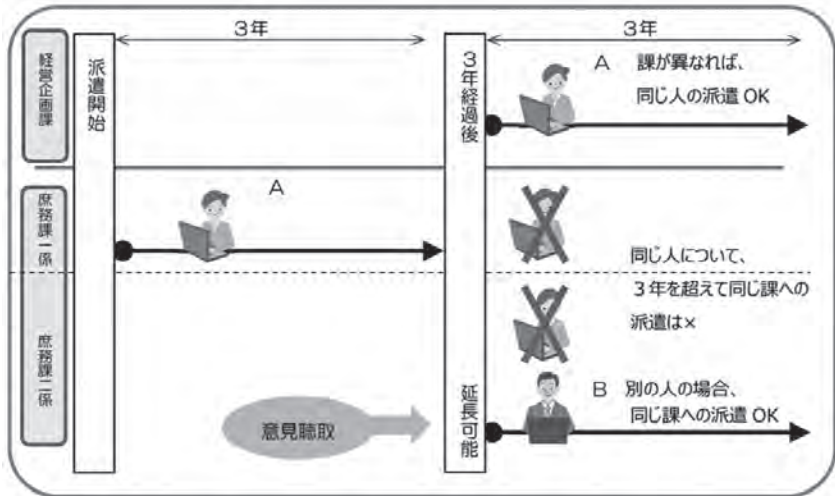 3年
3年
経営企画課
派遣開始
3年経過後
A 課が異なれば、
同じ人の派遣 OK
庶務課一係
A
同じ人について、
3年を超えて同じ課への
派遣は×
庶務課二係
意見聴取
延長可能
B 別の人の場合、
同じ課への派遣 OK